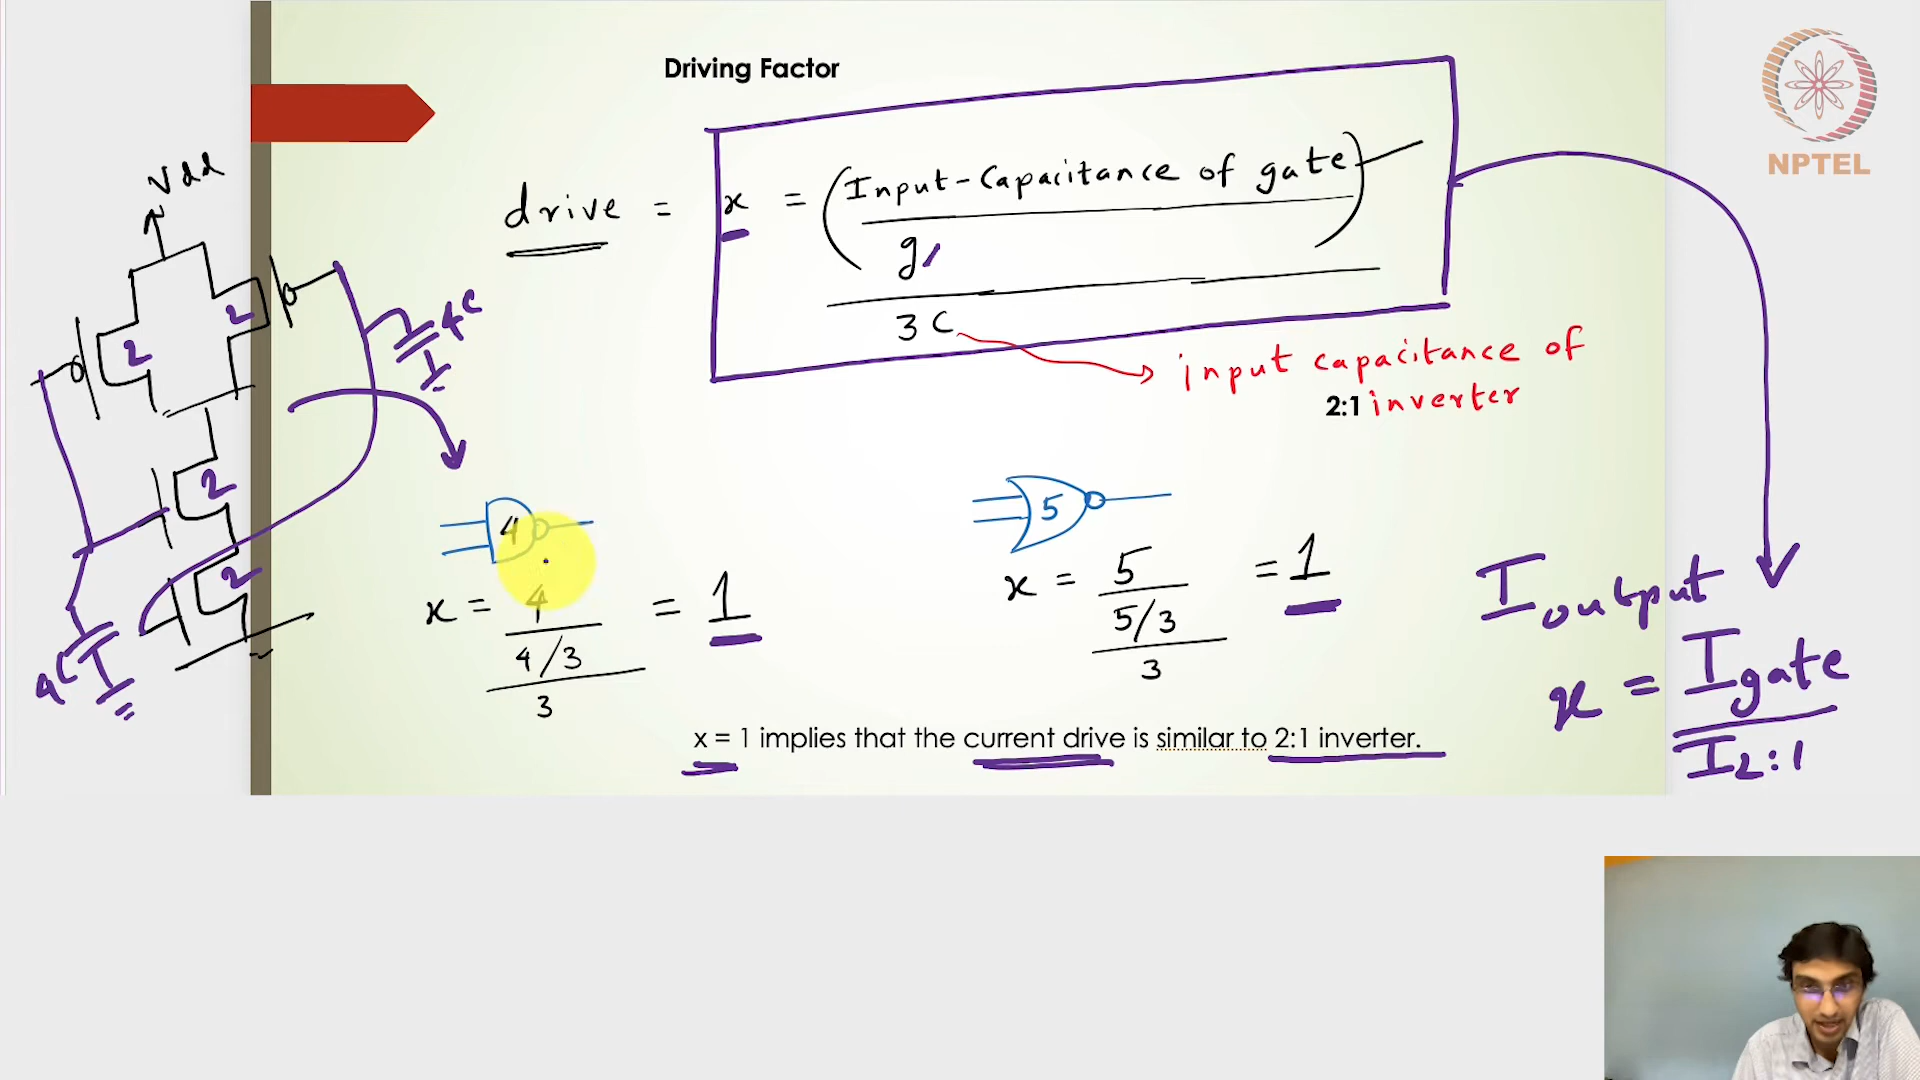 Driving Factor
NPTEL
drive = x = (Input-Capacitance of gate / g) / 3C
input capacitance of
2:1 inverter
Vdd
2
2
4C
2
2
4C
4
x = 4 / 4/3 / 3 = 1
5
x = 5 / 5/3 / 3 = 1
Ioutput
x = Igate / I2:1
x = 1 implies that the current drive is similar to 2:1 inverter.